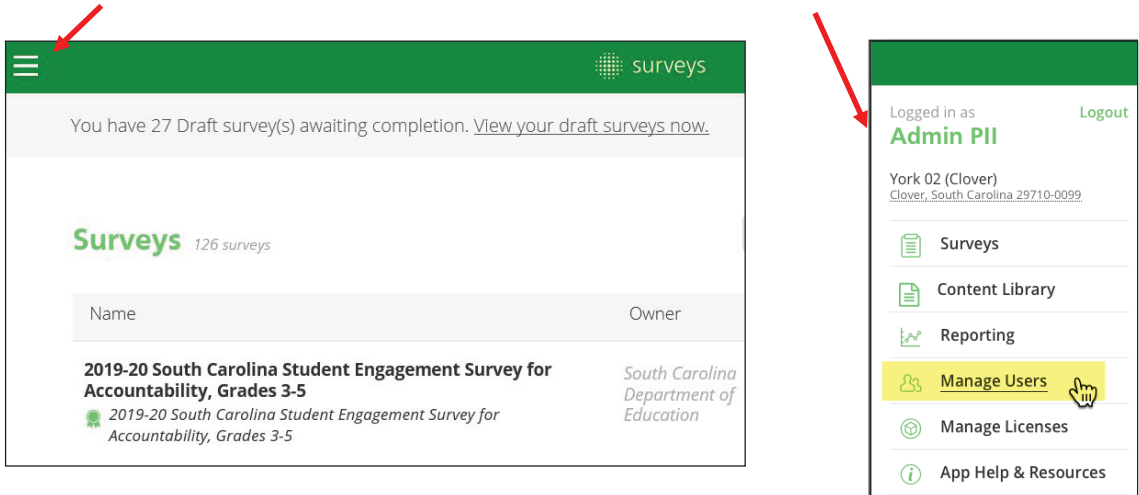 surveys
You have 27 Draft survey(s) awaiting completion. View your draft surveys now.
Surveys 126 surveys
Name Owner
2019-20 South Carolina Student Engagement Survey for
Accountability, Grades 3-5
2019-20 South Carolina Student Engagement Survey for
Accountability, Grades 3-5
South Carolina
Department of
Education
Logged in as Logout
Admin PII
York 02 (Clover)
Clover, South Carolina 29710-0099
Surveys
Content Library
Reporting
Manage Users
Manage Licenses
App Help & Resources